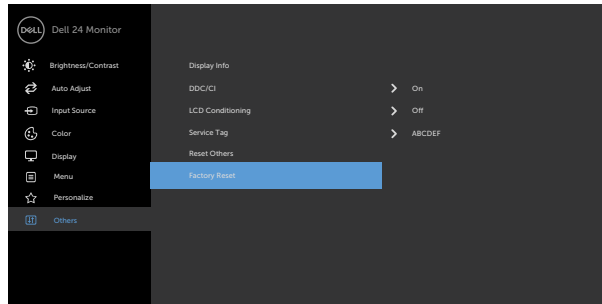 DELL Dell 24 Monitor
Brightness/Contrast
Auto Adjust
Input Source
Color
Display
Menu
Personalize
Others
Display Info
DDC/CI > On
LCD Conditioning > Off
Service Tag > ABCDEF
Reset Others
Factory Reset